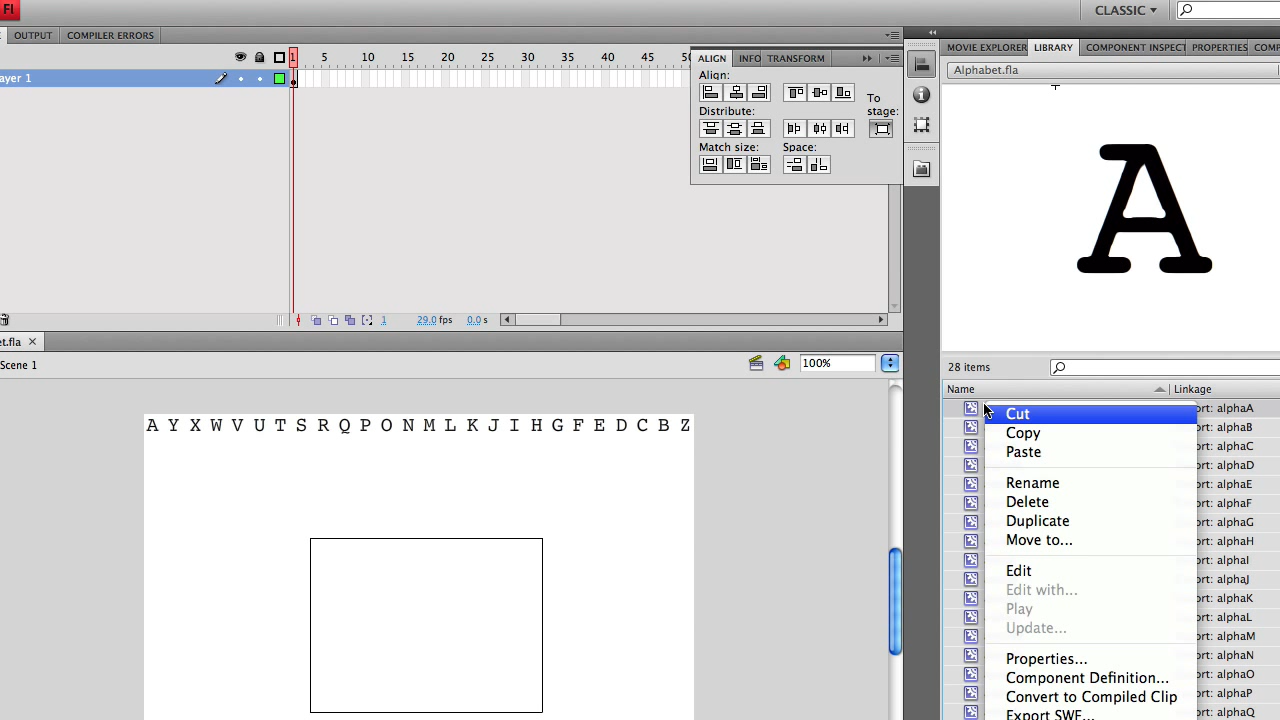 Fl
CLASSIC
OUTPUT
COMPILER ERRORS
1 5 10 15 20 25 30 35 40 45 50
ayer 1
ALIGN INFO TRANSFORM
Align:
To
stage:
Distribute:
Match size:
Space:
1 29.0 fps 0.0 s
MOVIE EXPLORER LIBRARY COMPONENT INSPECT PROPERTIES COMP
Alphabet.fla
A
28 items
Name Linkage
et.fla
Scene 1
100%
A Y X W V U T S R Q P O N M L K J I H G F E D C B Z
Cut
Copy
Paste
Rename
Delete
Duplicate
Move to...
Edit
Edit with...
Play
Update...
Properties...
Component Definition...
Convert to Compiled Clip
Export SWF...
ort: alphaA
ort: alphaB
ort: alphaC
ort: alphaD
ort: alphaE
ort: alphaF
ort: alphaG
ort: alphaH
ort: alphaI
ort: alphaJ
ort: alphaK
ort: alphaL
ort: alphaM
ort: alphaN
ort: alphaO
ort: alphaP
ort: alphaQ